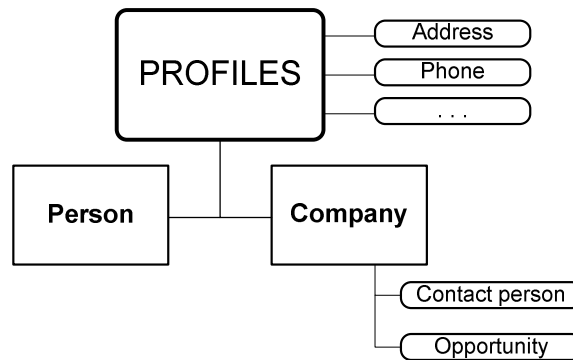 PROFILES
Address
Phone
. . .
Person
Company
Contact person
Opportunity